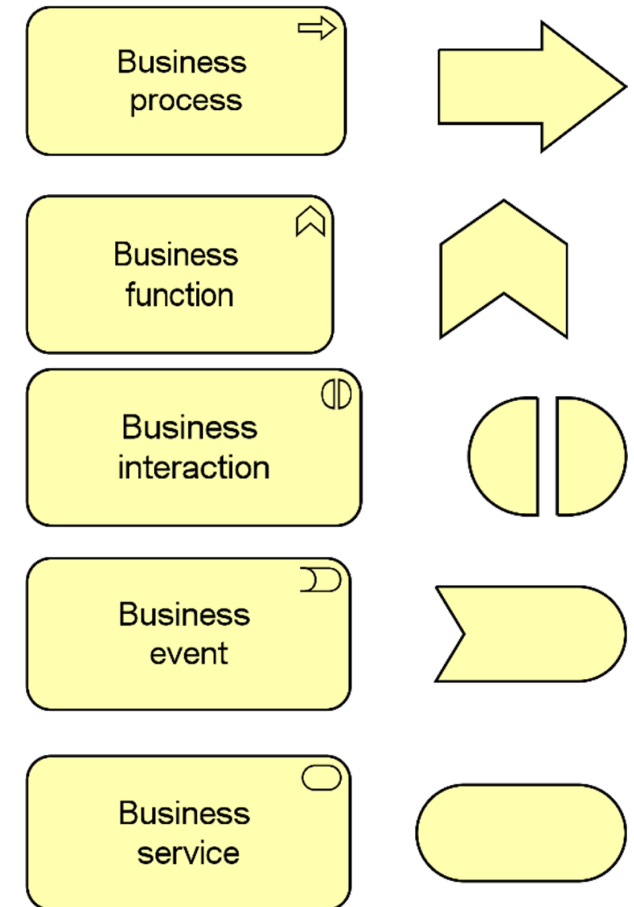 Business
process
Business
function
Business
interaction
Business
event
Business
service